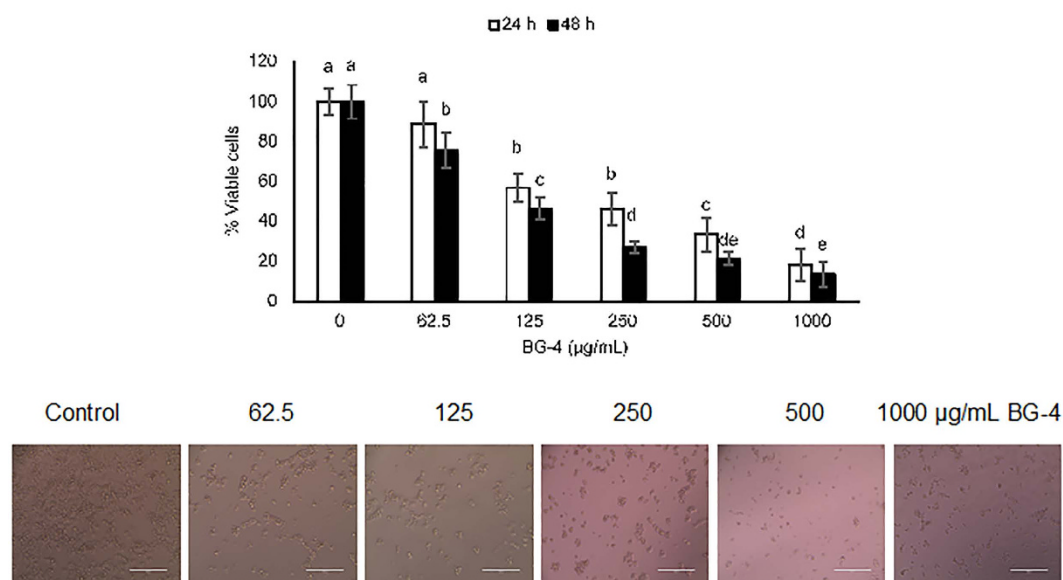 24 h 48 h
120
a a a
100
b
80
b b
60
c
c
40
d
de d e
20
0
% Viable cells
0 62.5 125 250 500 1000
BG-4 (µg/mL)
Control 62.5 125 250 500 1000 µg/mL BG-4